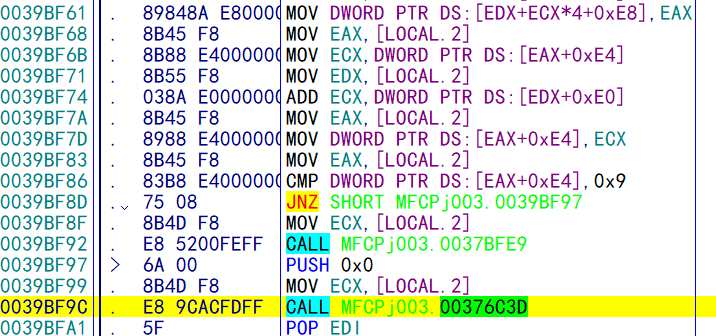 0039BF61 . 89848A E800000 MOV DWORD PTR DS:[EDX+ECX*4+0xE8],EAX
0039BF68 . 8B45 F8 MOV EAX,[LOCAL.2]
0039BF6B . 8B88 E4000000 MOV ECX,DWORD PTR DS:[EAX+0xE4]
0039BF71 . 8B55 F8 MOV EDX,[LOCAL.2]
0039BF74 . 038A E0000000 ADD ECX,DWORD PTR DS:[EDX+0xE0]
0039BF7A . 8B45 F8 MOV EAX,[LOCAL.2]
0039BF7D . 8988 E4000000 MOV DWORD PTR DS:[EAX+0xE4],ECX
0039BF83 . 8B45 F8 MOV EAX,[LOCAL.2]
0039BF86 . 83B8 E4000000 CMP DWORD PTR DS:[EAX+0xE4],0x9
0039BF8D . 75 08 JNZ SHORT MFCPj003.0039BF97
0039BF8F . 8B4D F8 MOV ECX,[LOCAL.2]
0039BF92 . E8 5200FEFF CALL MFCPj003.0037BFE9
0039BF97 > 6A 00 PUSH 0x0
0039BF99 . 8B4D F8 MOV ECX,[LOCAL.2]
0039BF9C . E8 9CACFDFF CALL MFCPj003.00376C3D
0039BFA1 . 5F POP EDI